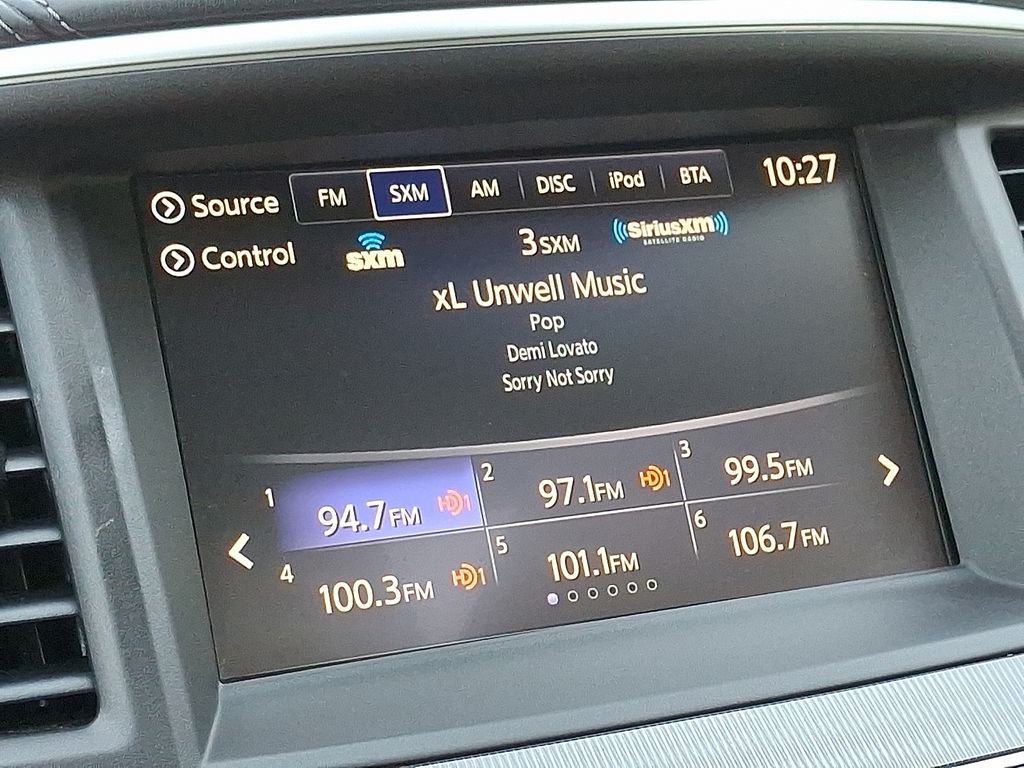 Source FM SXM AM DISC iPod BTA 10:27
Control sxm 3 SXM SiriusXM
SATELLITE RADIO
xL Unwell Music
Pop
Demi Lovato
Sorry Not Sorry
1 94.7FM HD1 2 97.1FM HD1 3 99.5FM
4 100.3FM HD1 5 101.1FM 6 106.7FM